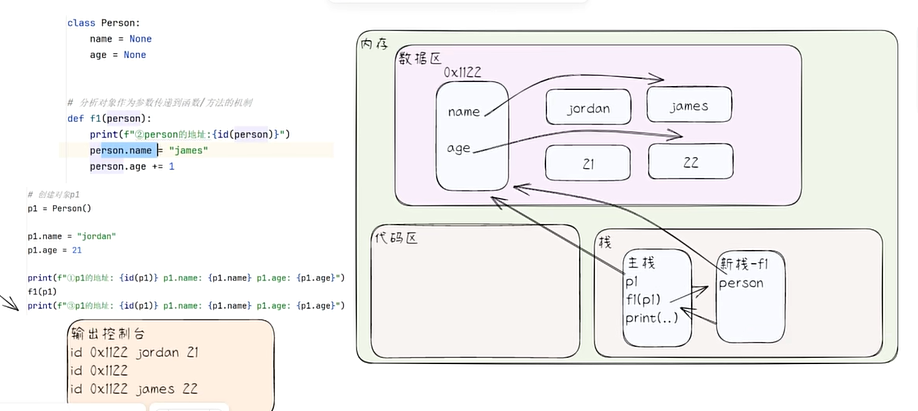 class Person:
name = None
age = None
# 分析对象作为参数传递到函数/方法的机制
def f1(person):
print(f"②person的地址:{id(person)}")
person.name = "james"
person.age += 1
# 创建对象p1
p1 = Person()
p1.name = "jordan"
p1.age = 21
print(f"①p1的地址: {id(p1)} p1.name: {p1.name} p1.age: {p1.age}")
f1(p1)
print(f"③p1的地址: {id(p1)} p1.name: {p1.name} p1.age: {p1.age}")
输出控制台
id 0x1122 jordan 21
id 0x1122
id 0x1122 james 22
内存
数据区
0x1122
name
age
jordan
james
21
22
代码区
栈
主栈
p1
f1(p1)
print(..)
新栈-f1
person